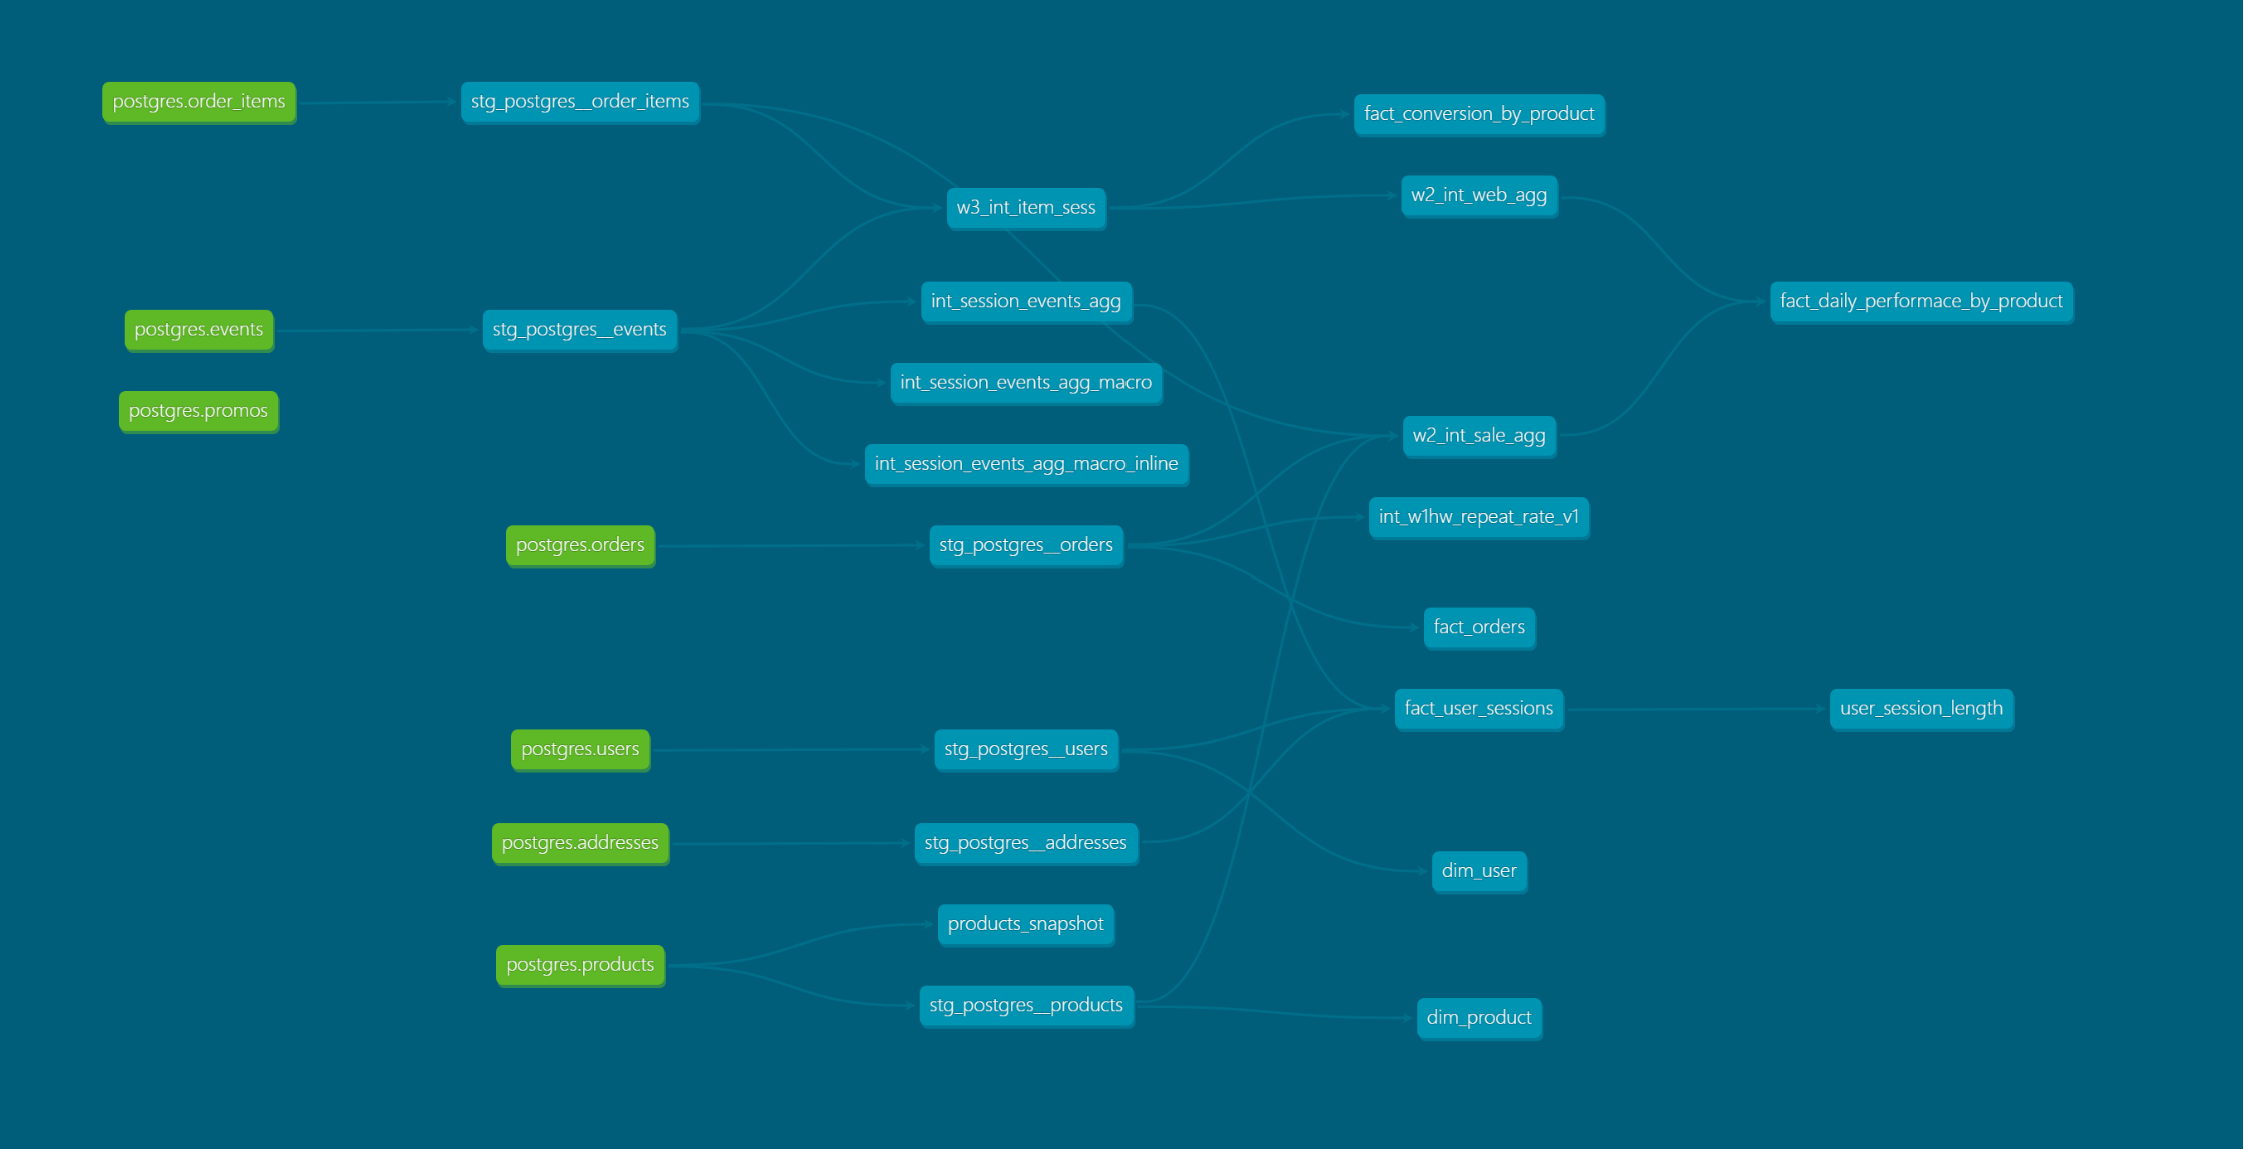 postgres.order_items
stg_postgres__order_items
fact_conversion_by_product
w3_int_item_sess
w2_int_web_agg
int_session_events_agg
fact_daily_performace_by_product
postgres.events
stg_postgres__events
int_session_events_agg_macro
postgres.promos
w2_int_sale_agg
int_session_events_agg_macro_inline
int_w1hw_repeat_rate_v1
postgres.orders
stg_postgres__orders
fact_orders
fact_user_sessions
user_session_length
postgres.users
stg_postgres__users
postgres.addresses
stg_postgres__addresses
dim_user
products_snapshot
postgres.products
stg_postgres__products
dim_product